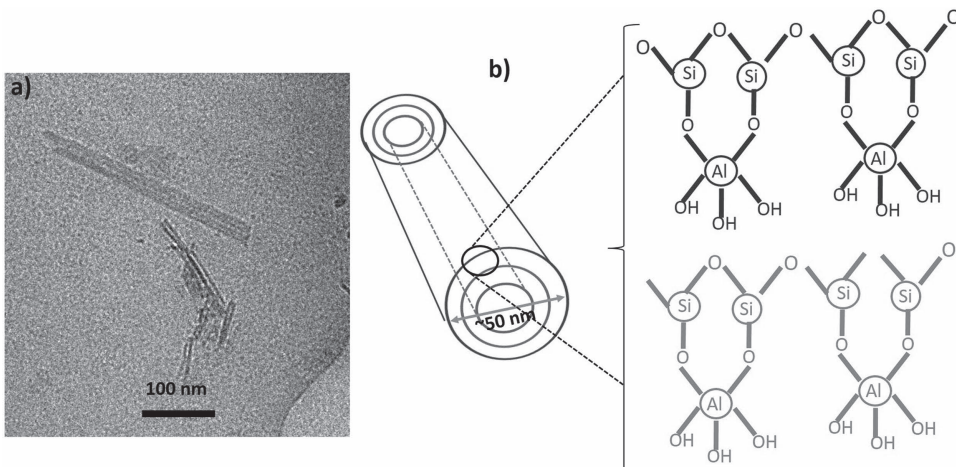 a)
100 nm
b)
~50 nm
O O O O O
Si Si Si Si
O O O O
Al Al
OH OH OH OH OH OH
O O O
Si Si Si Si
O O O O
Al Al
OH OH OH OH OH OH